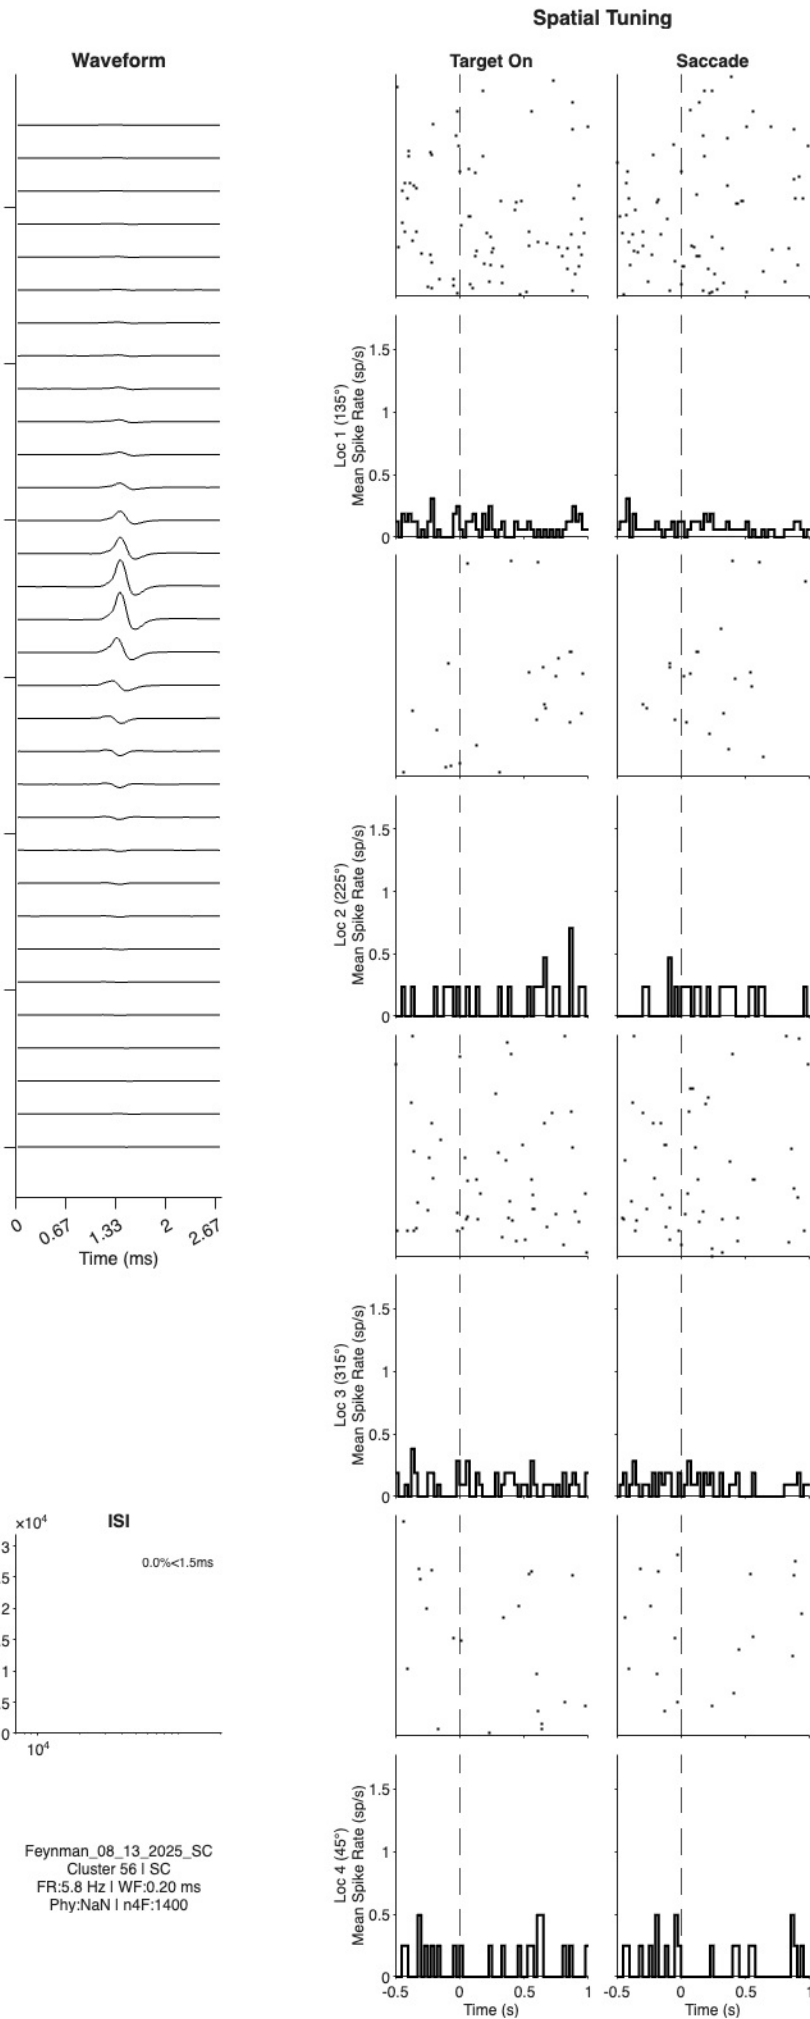 Spatial Tuning
Waveform
Target On
Saccade
1.5
1
0.5
0
Loc 1 (135°)
Mean Spike Rate (sp/s)
1.5
1
0.5
0
Loc 2 (225°)
Mean Spike Rate (sp/s)
0 0.67 1.33 2 2.67
Time (ms)
1.5
1
0.5
0
Loc 3 (315°)
Mean Spike Rate (sp/s)
×10⁴
ISI
0.0%<1.5ms
3
5
2
5
1
5
0
10⁴
1.5
1
0.5
0
Loc 4 (45°)
Mean Spike Rate (sp/s)
Feynman_08_13_2025_SC
Cluster 56 | SC
FR:5.8 Hz | WF:0.20 ms
Phy:NaN | n4F:1400
-0.5 0 0.5 1
Time (s)
-0.5 0 0.5 1
Time (s)